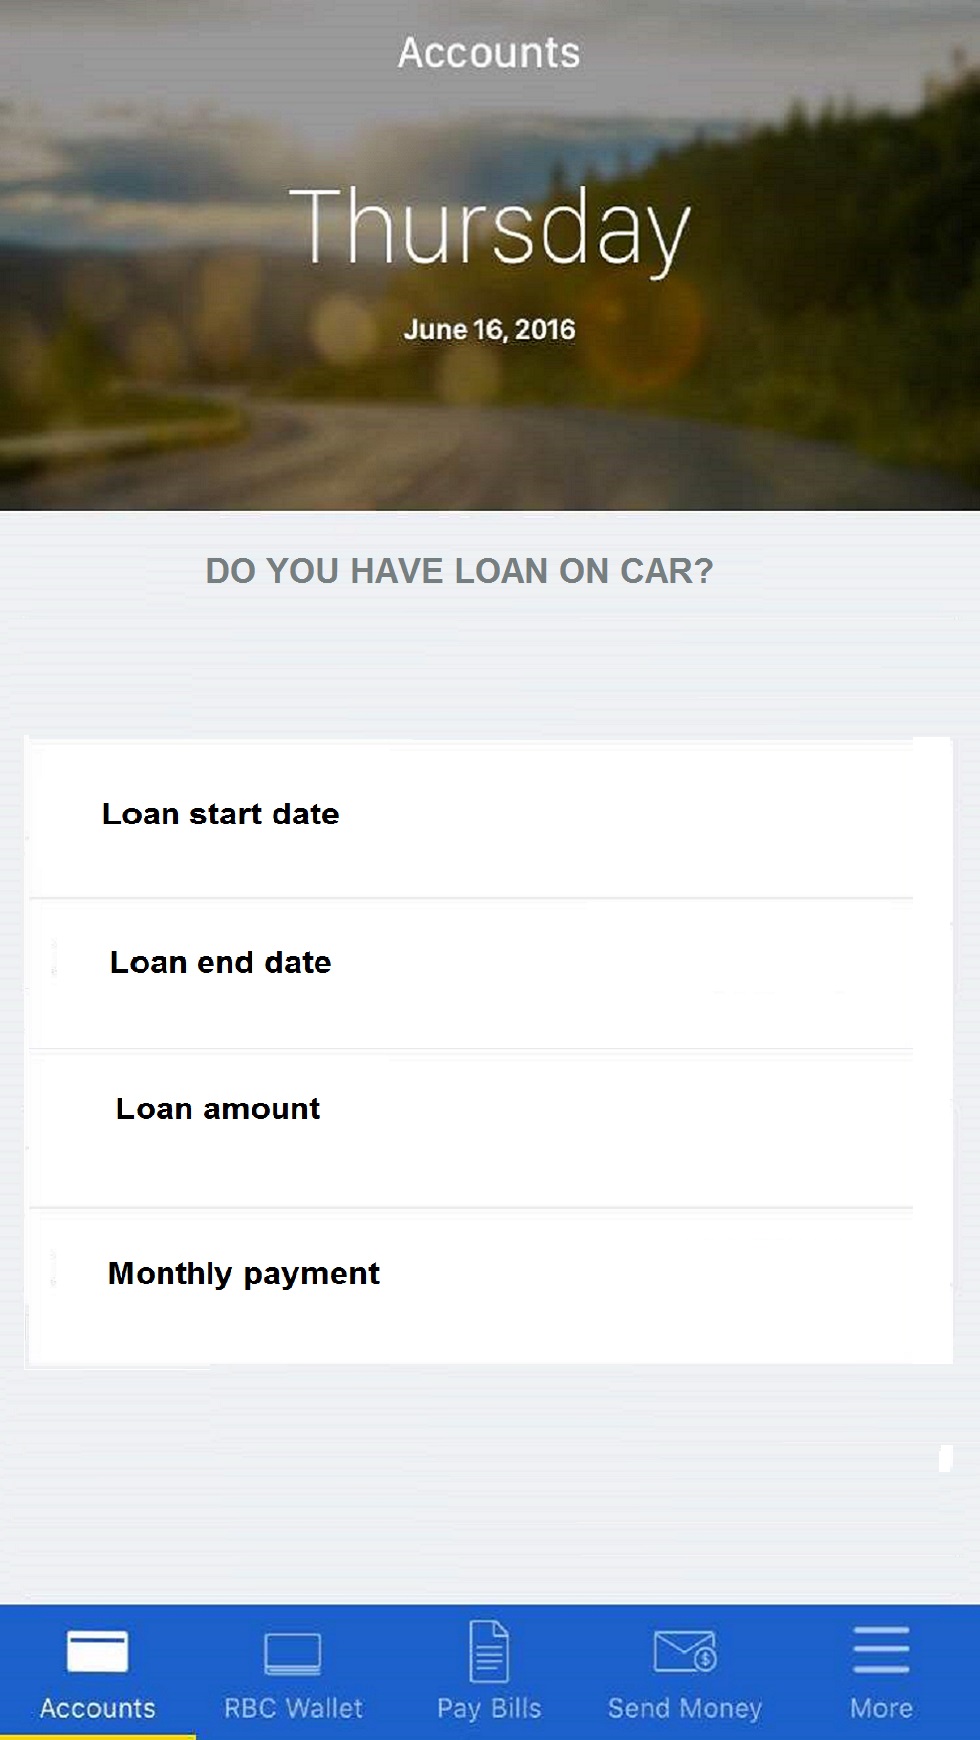 Accounts
Thursday
June 16, 2016
DO YOU HAVE LOAN ON CAR?
Loan start date
Loan end date
Loan amount
Monthly payment
$
Accounts
RBC Wallet
Pay Bills
Send Money
More